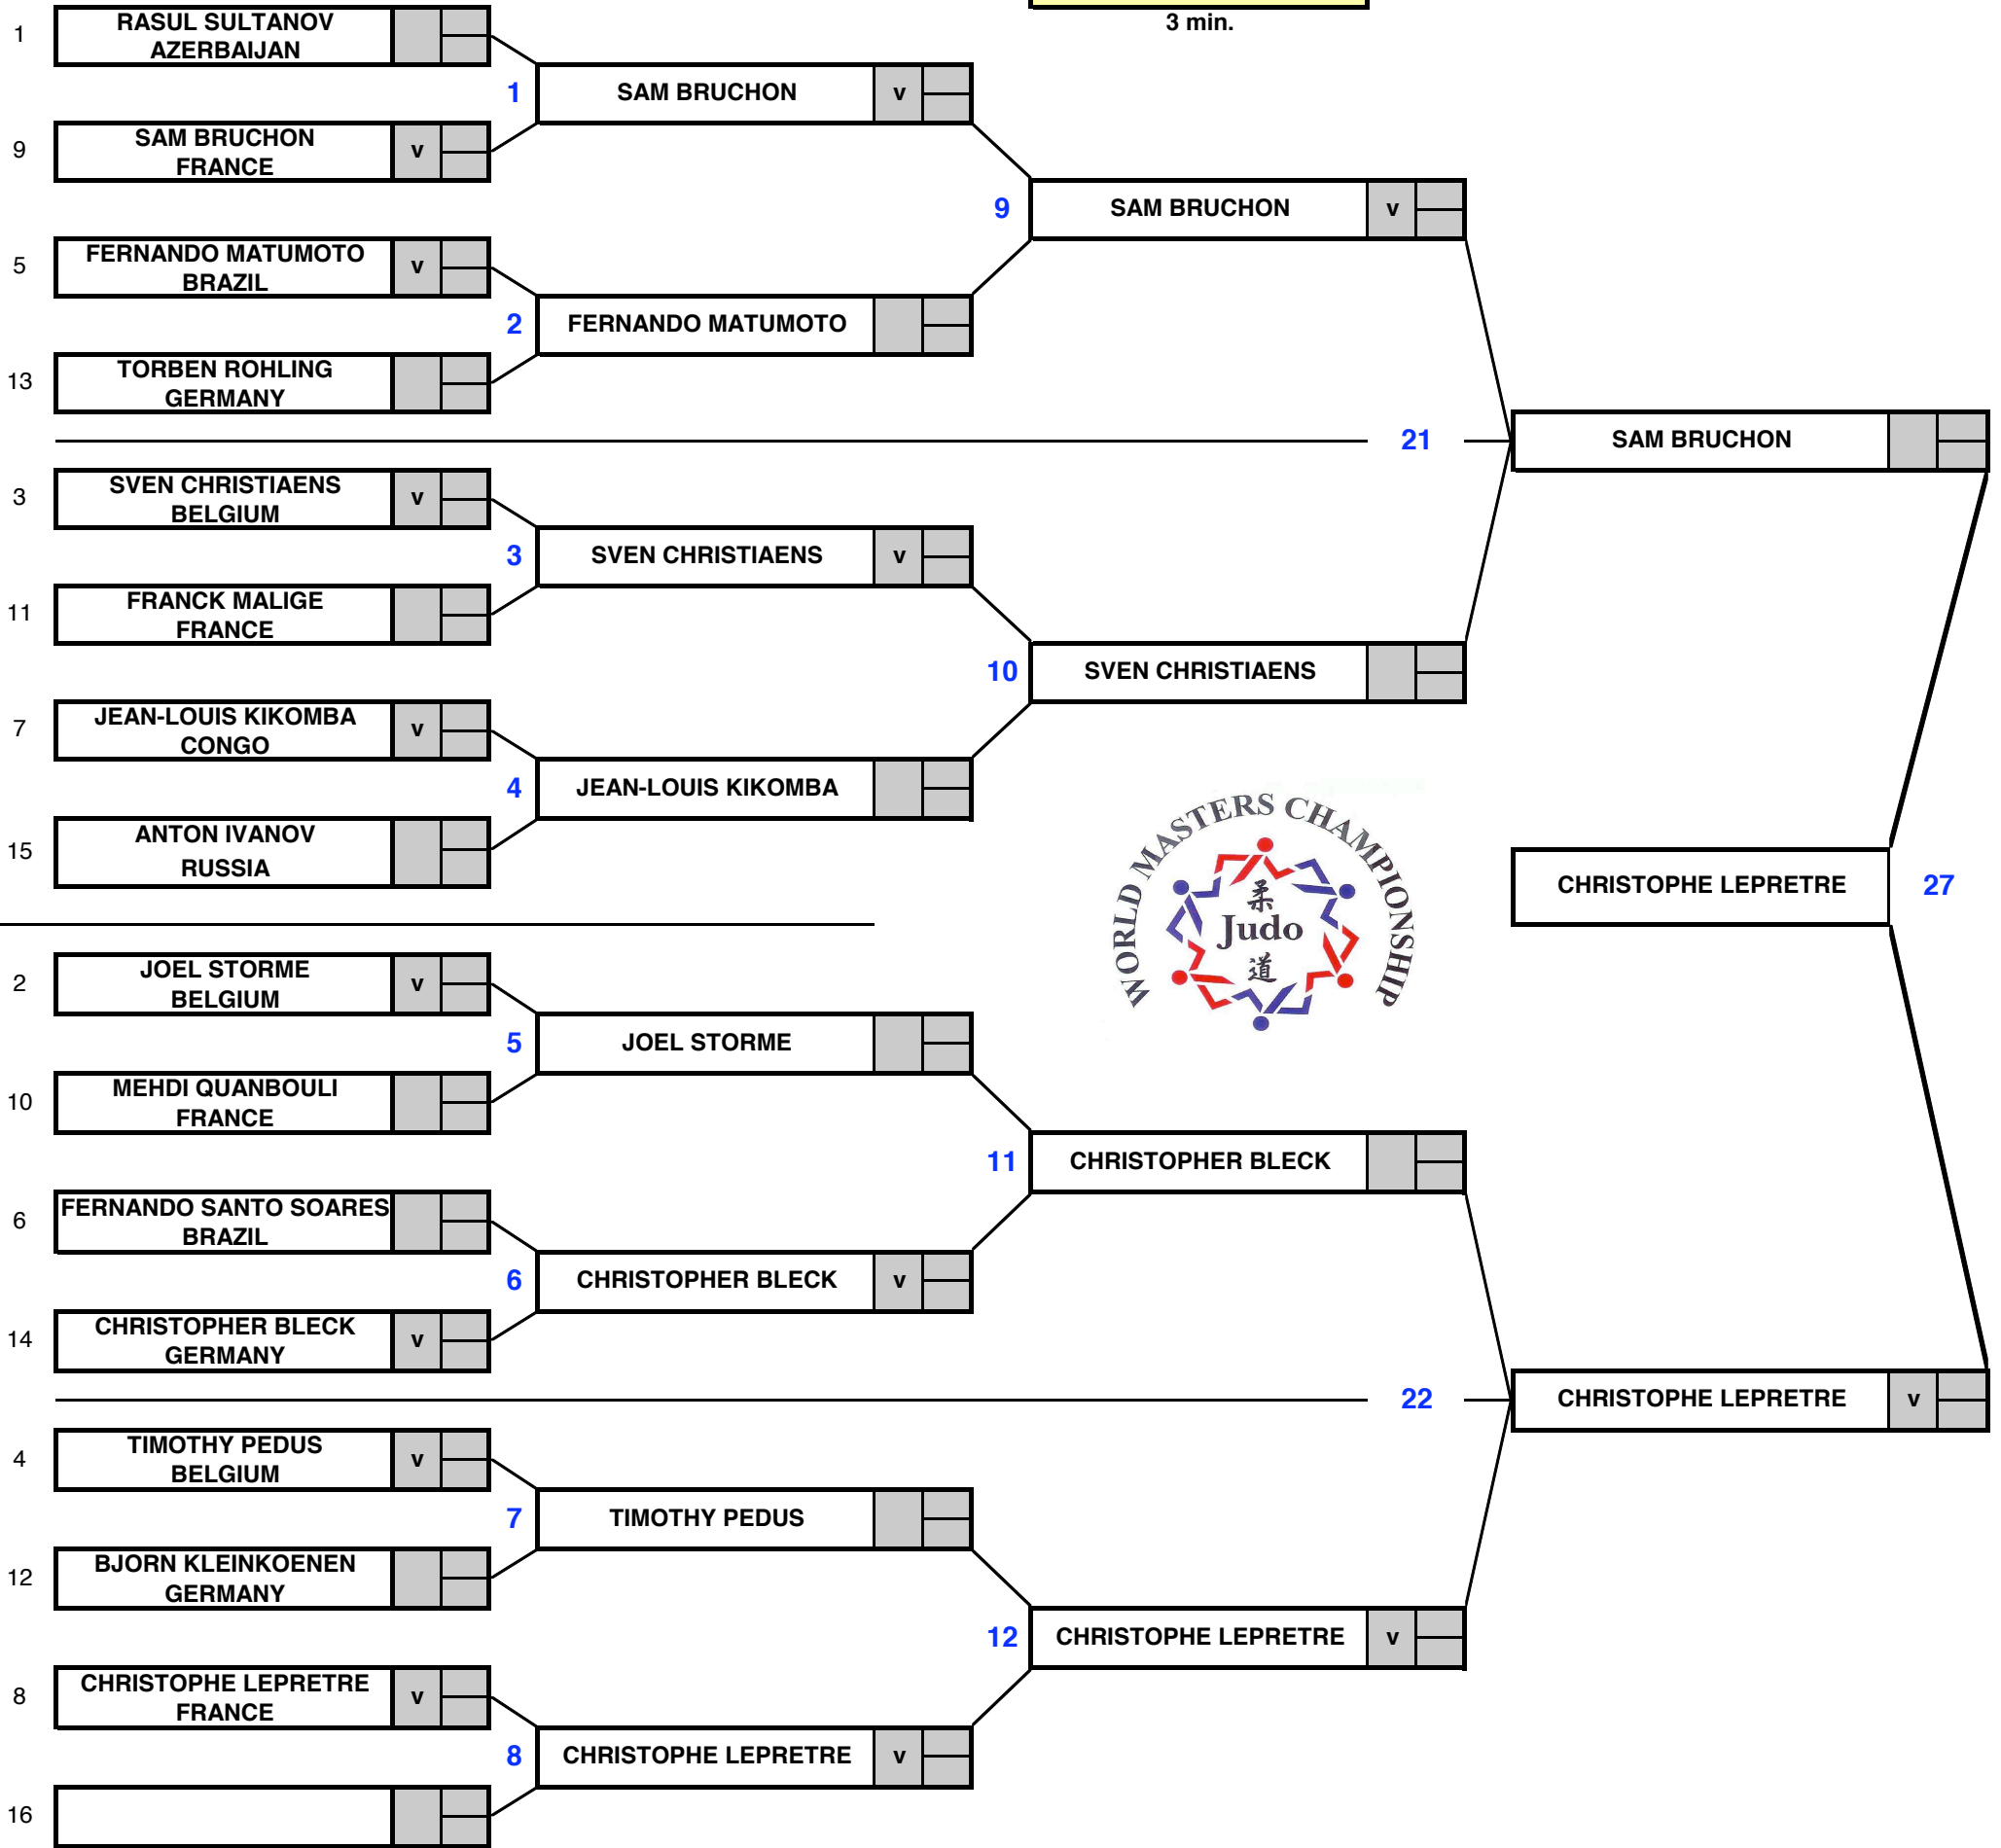 3 min.
1
RASUL SULTANOV
AZERBAIJAN
1
SAM BRUCHON
v
9
SAM BRUCHON
FRANCE
v
9
SAM BRUCHON
v
5
FERNANDO MATUMOTO
BRAZIL
v
2
FERNANDO MATUMOTO
13
TORBEN ROHLING
GERMANY
21
SAM BRUCHON
3
SVEN CHRISTIAENS
BELGIUM
v
3
SVEN CHRISTIAENS
v
11
FRANCK MALIGE
FRANCE
10
SVEN CHRISTIAENS
7
JEAN-LOUIS KIKOMBA
CONGO
v
4
JEAN-LOUIS KIKOMBA
15
ANTON IVANOV
RUSSIA
WORLD MASTERS CHAMPIONSHIP
柔
Judo
道
CHRISTOPHE LEPRETRE
27
2
JOEL STORME
BELGIUM
v
5
JOEL STORME
10
MEHDI QUANBOULI
FRANCE
11
CHRISTOPHER BLECK
6
FERNANDO SANTO SOARES
BRAZIL
6
CHRISTOPHER BLECK
v
14
CHRISTOPHER BLECK
GERMANY
v
22
CHRISTOPHE LEPRETRE
v
4
TIMOTHY PEDUS
BELGIUM
v
7
TIMOTHY PEDUS
12
BJORN KLEINKOENEN
GERMANY
12
CHRISTOPHE LEPRETRE
v
8
CHRISTOPHE LEPRETRE
FRANCE
v
8
CHRISTOPHE LEPRETRE
v
16